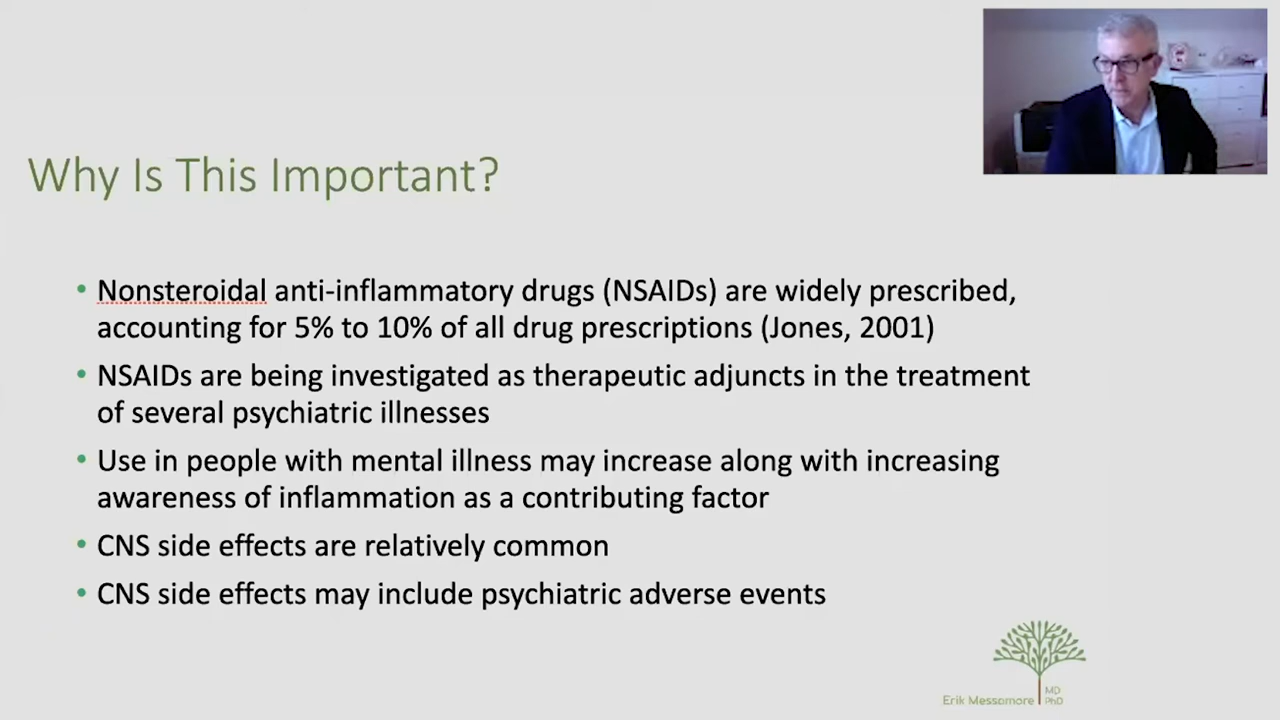 Why Is This Important?
• Nonsteroidal anti-inflammatory drugs (NSAIDs) are widely prescribed,
accounting for 5% to 10% of all drug prescriptions (Jones, 2001)
• NSAIDs are being investigated as therapeutic adjuncts in the treatment
of several psychiatric illnesses
• Use in people with mental illness may increase along with increasing
awareness of inflammation as a contributing factor
• CNS side effects are relatively common
• CNS side effects may include psychiatric adverse events
Erik Messamore
MD
PhD